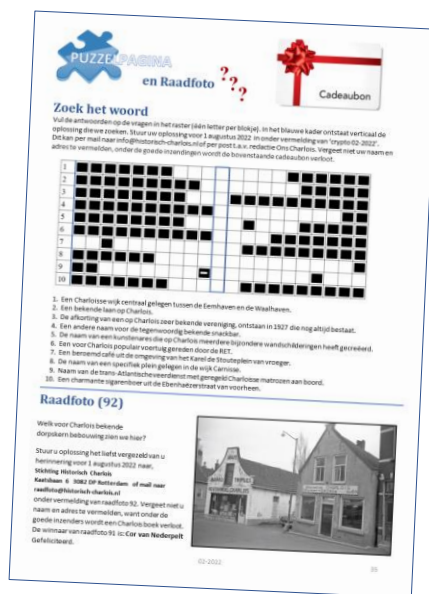 PUZZELPAGINA
en Raadfoto ???
Cadeaubon
Zoek het woord
Vul de antwoorden op de vragen in het raster (één letter per blokje). In het blauwe kader ontstaat verticaal de
oplossing die we zoeken. Stuur uw oplossing voor 1 augustus 2022 in onder vermelding van 'crypto 02-2022'.
Dit kan per mail naar info@historisch-charlois.nl of per post t.a.v. redactie Ons Charlois. Vergeet niet uw naam en
adres te vermelden, onder de goede inzendingen wordt de bovenstaande cadeaubon verloot.
1
2
3
4
5
6
7
8
9
10
1. Een Charloisse wijk centraal gelegen tussen de Eemhaven en de Waalhaven.
2. Een bekende laan op Charlois.
3. De afkorting van een op Charlois zeer bekende vereniging, ontstaan in 1927 die nog altijd bestaat.
4. Een andere naam voor de tegenwoordig bekende snackbar.
5. De naam van een kunstenares die op Charlois meerdere bijzondere wandschilderingen heeft gecreëerd.
6. Een voor Charlois populair voertuig gereden door de RET.
7. Een beroemd café uit de omgeving van het Karel de Stouteplein van vroeger.
8. De naam van een specifiek plein gelegen in de wijk Carnisse.
9. Naam van de trans-Atlantische veerdienst met geregeld Charloisse matrozen aan boord.
10. Een charmante sigarenboer uit de Ebenhaëzerstraat van voorheen.
Raadfoto (92)
Welk voor Charlois bekende
dorpskern bebouwing zien we hier?
Stuur u oplossing het liefst vergezeld van u
herinnering voor 1 augustus 2022 naar,
Stichting Historisch Charlois
Kaatsbaan 6 3082 DP Rotterdam of mail naar
raadfoto@historisch-charlois.nl
onder vermelding van raadfoto 92. Vergeet niet u
naam en adres te vermelden, want onder de
goede inzenders wordt een Charlois boek verloot.
De winnaar van raadfoto 91 is: Cor van Nederpelt
Gefeliciteerd.
02-2022
35